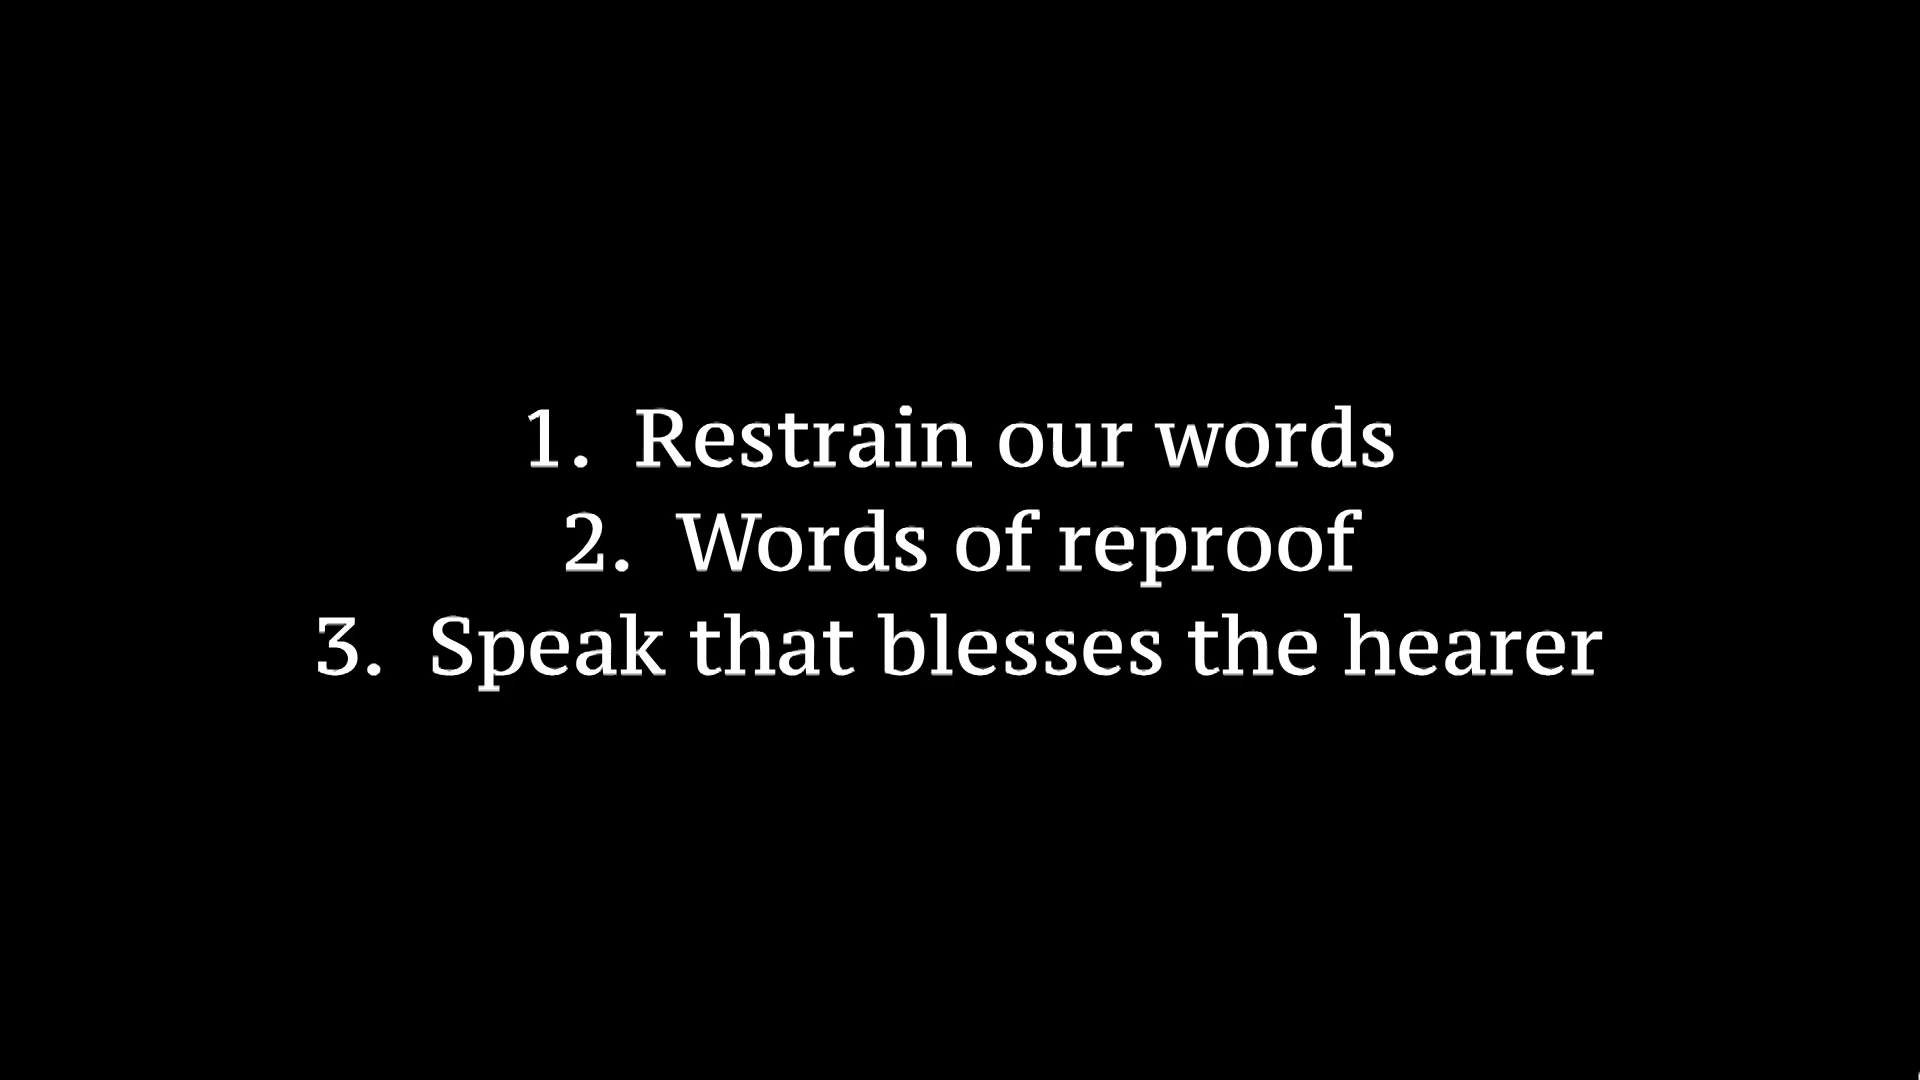 1. Restrain our words
2. Words of reproof
3. Speak that blesses the hearer